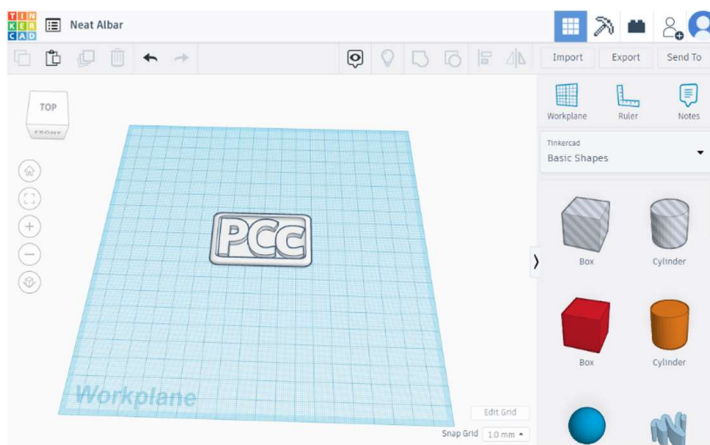 TIN
KER
CAD
Neat Albar
Import
Export
Send To
TOP
FRONT
Workplane
Ruler
Notes
Tinkercad
Basic Shapes
PCC
Box
Cylinder
Box
Cylinder
Workplane
Edit Grid
Snap Grid
1.0 mm